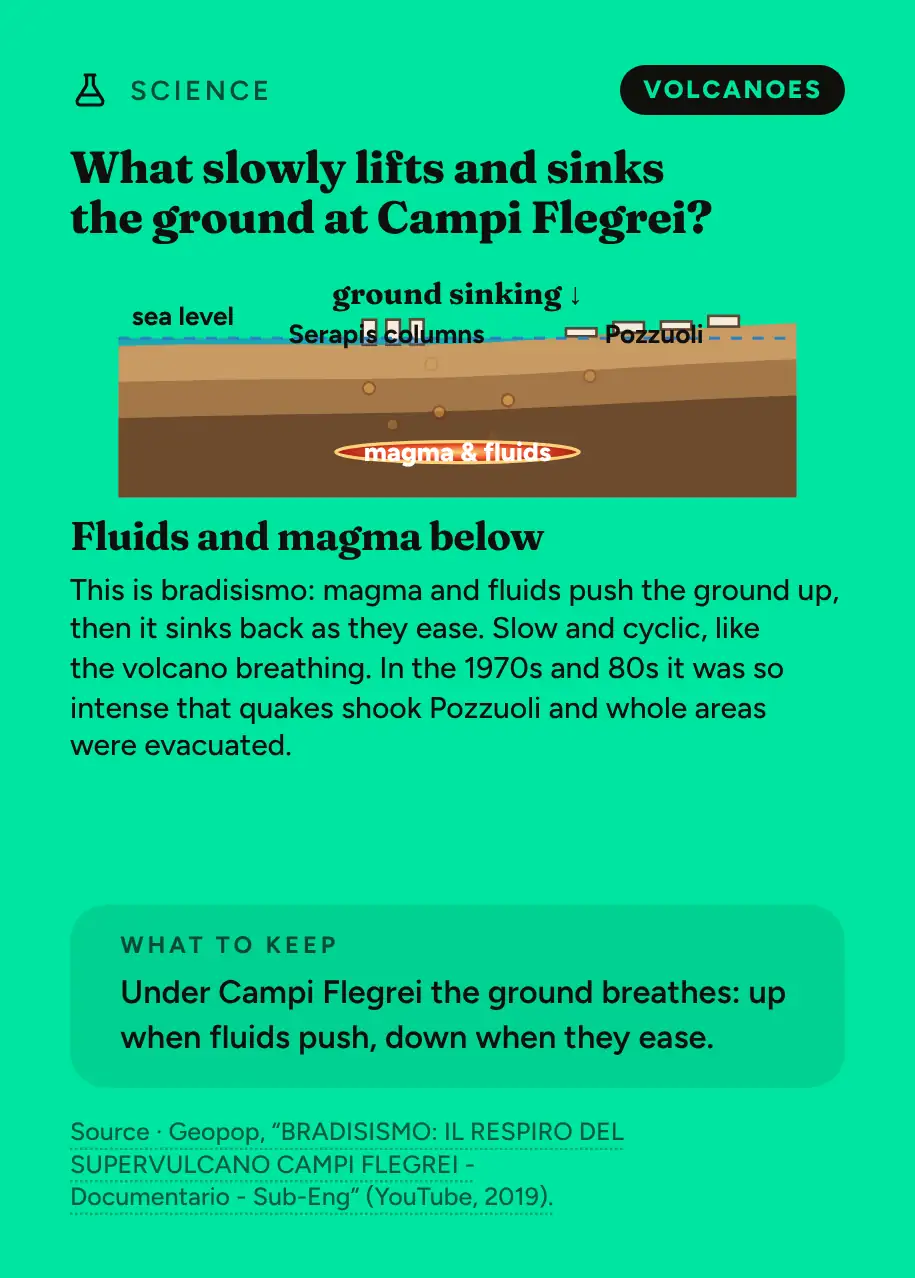 SCIENCE
VOLCANOES
What slowly lifts and sinks
the ground at Campi Flegrei?
ground sinking ↓
sea level
Serapis columns
Pozzuoli
magma & fluids
Fluids and magma below
This is bradisismo: magma and fluids push the ground up,
then it sinks back as they ease. Slow and cyclic, like
the volcano breathing. In the 1970s and 80s it was so
intense that quakes shook Pozzuoli and whole areas
were evacuated.
WHAT TO KEEP
Under Campi Flegrei the ground breathes: up
when fluids push, down when they ease.
Source · Geopop, “BRADISISMO: IL RESPIRO DEL
SUPERVULCANO CAMPI FLEGREI -
Documentario - Sub-Eng” (YouTube, 2019).